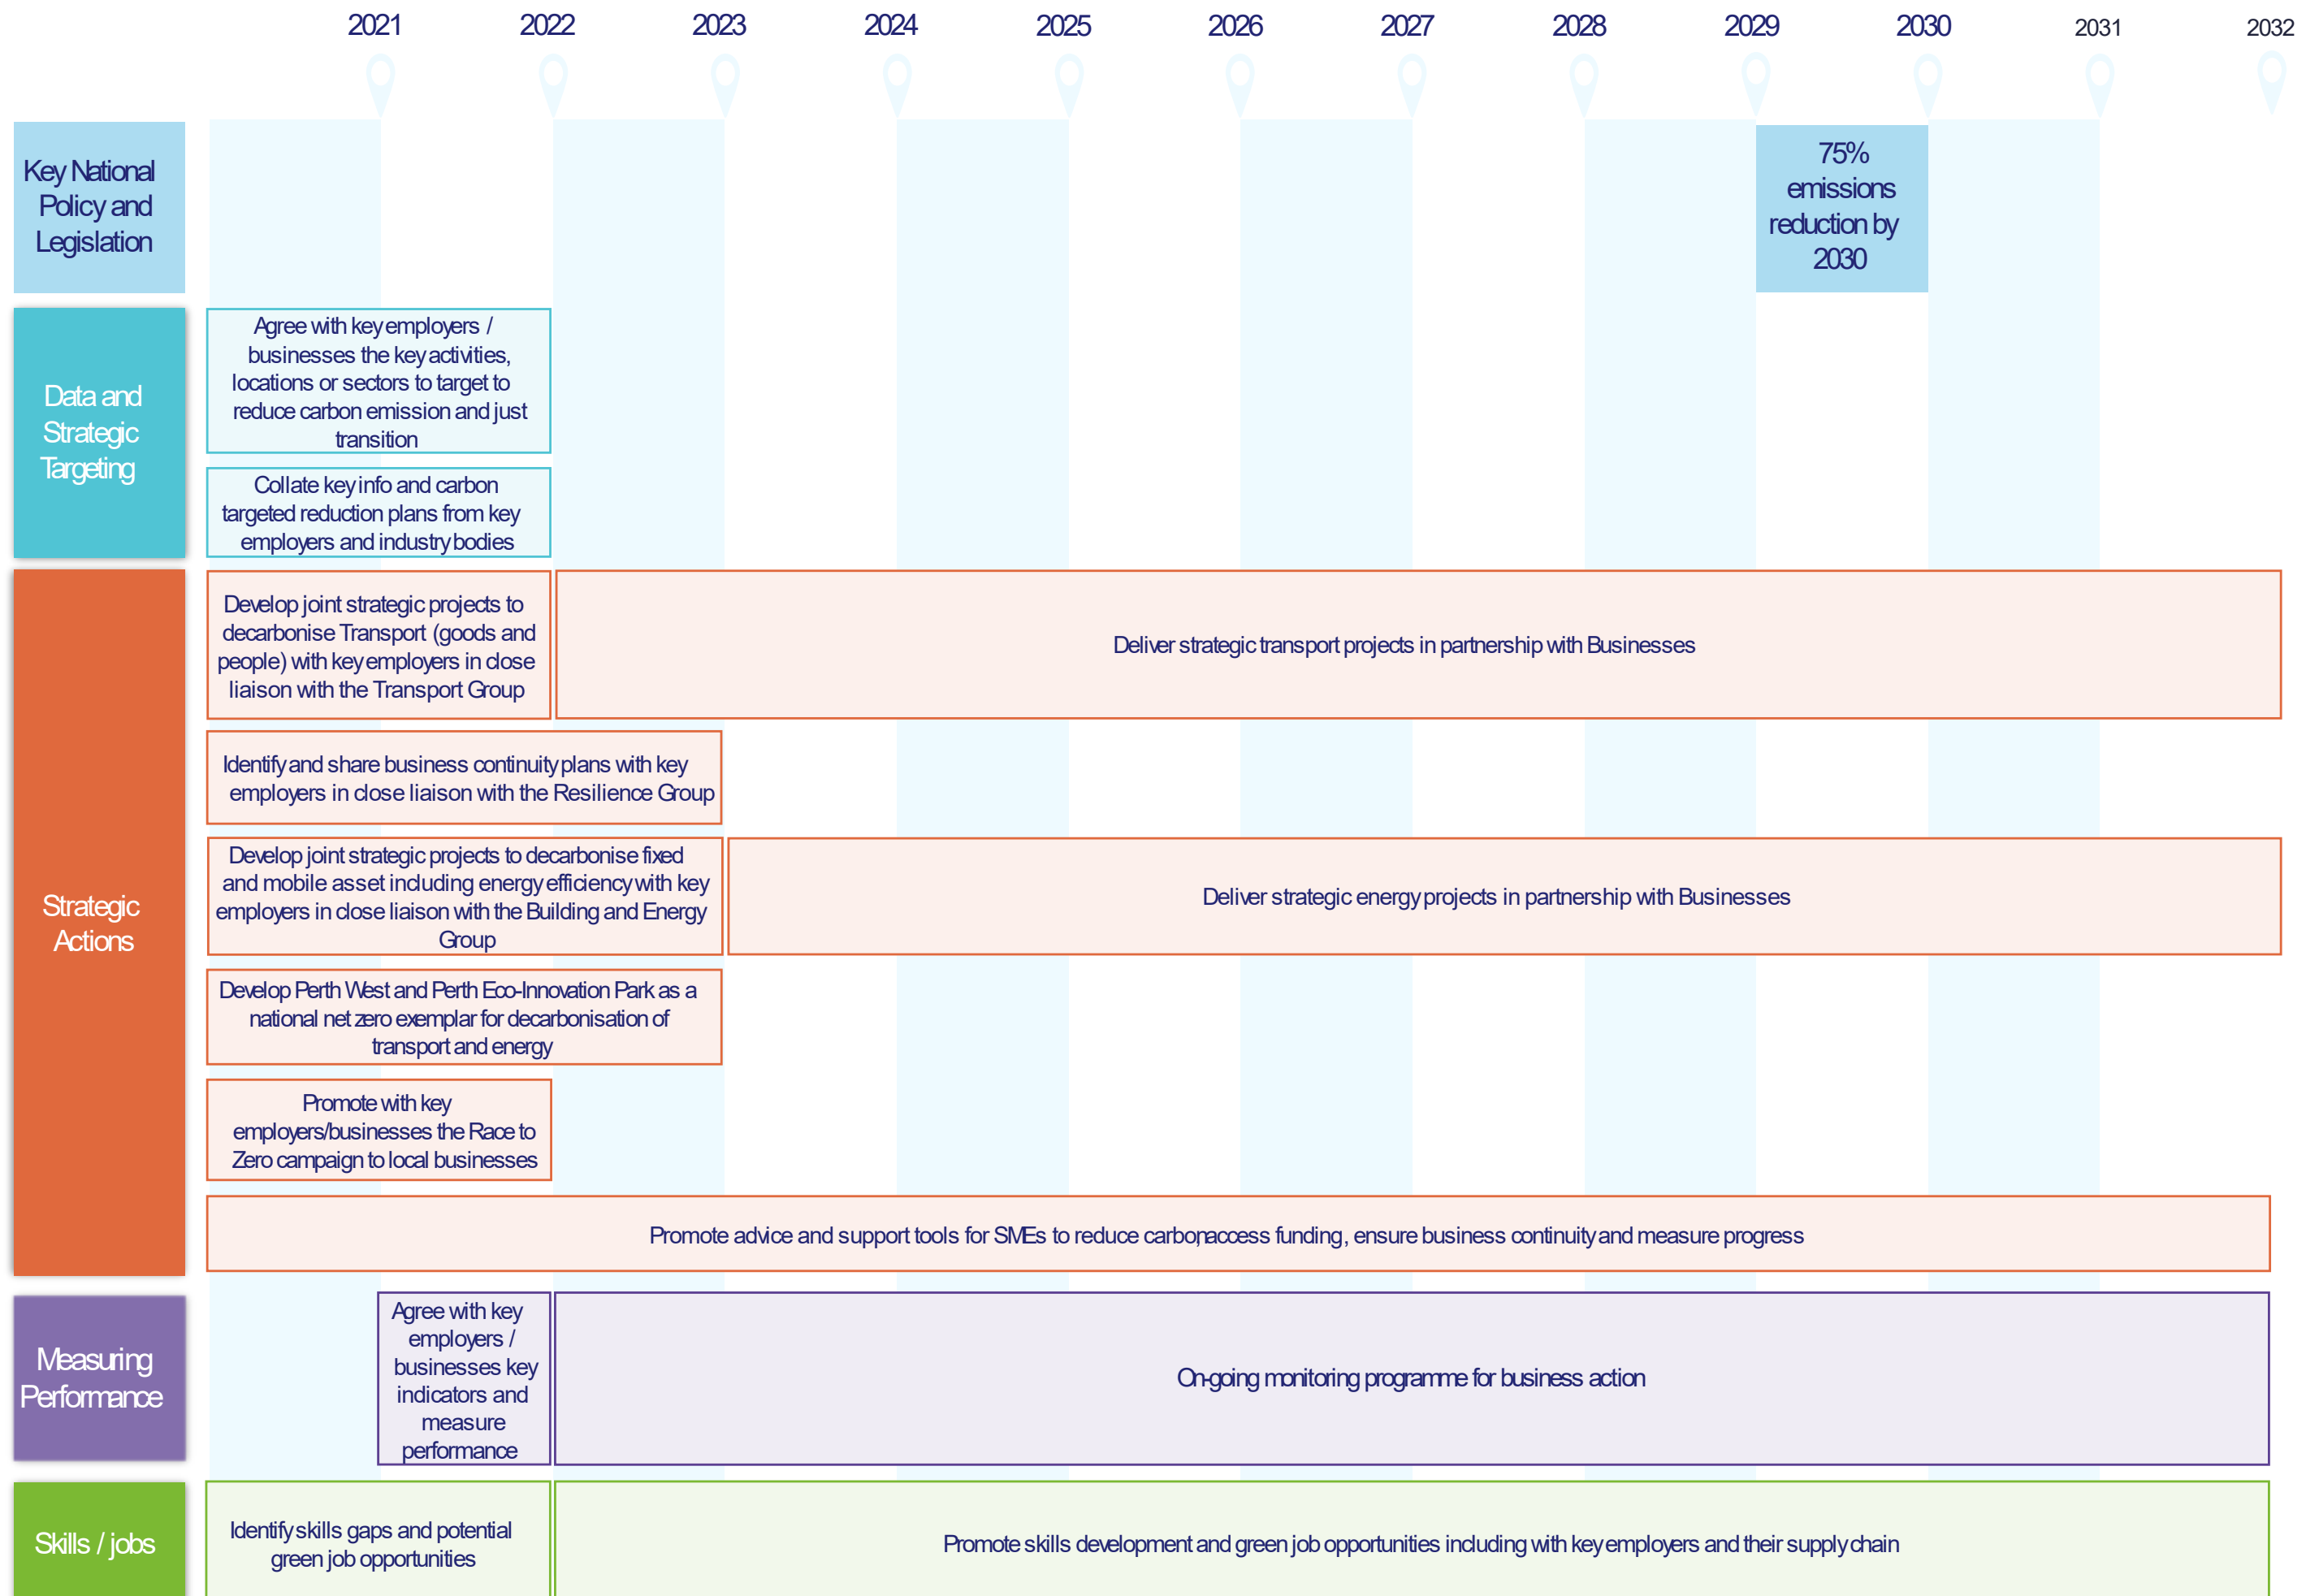 2021 2022 2023 2024 2025 2026 2027 2028 2029 2030 2031 2032
Key National
Policy and
Legislation
75%
emissions
reduction by
2030
Data and
Strategic
Targeting
Agree with key employers /
businesses the key activities,
locations or sectors to target to
reduce carbon emission and just
transition
Collate key info and carbon
targeted reduction plans from key
employers and industry bodies
Strategic
Actions
Develop joint strategic projects to
decarbonise Transport (goods and
people) with key employers in close
liaison with the Transport Group
Deliver strategic transport projects in partnership with Businesses
Identify and share business continuity plans with key
employers in close liaison with the Resilience Group
Develop joint strategic projects to decarbonise fixed
and mobile asset including energy efficiency with key
employers in close liaison with the Building and Energy
Group
Deliver strategic energy projects in partnership with Businesses
Develop Perth West and Perth Eco-Innovation Park as a
national net zero exemplar for decarbonisation of
transport and energy
Promote with key
employers/businesses the Race to
Zero campaign to local businesses
Promote advice and support tools for SMEs to reduce carbon, access funding, ensure business continuity and measure progress
Measuring
Performance
Agree with key
employers /
businesses key
indicators and
measure
performance
On-going monitoring programme for business action
Skills / jobs
Identify skills gaps and potential
green job opportunities
Promote skills development and green job opportunities including with key employers and their supply chain